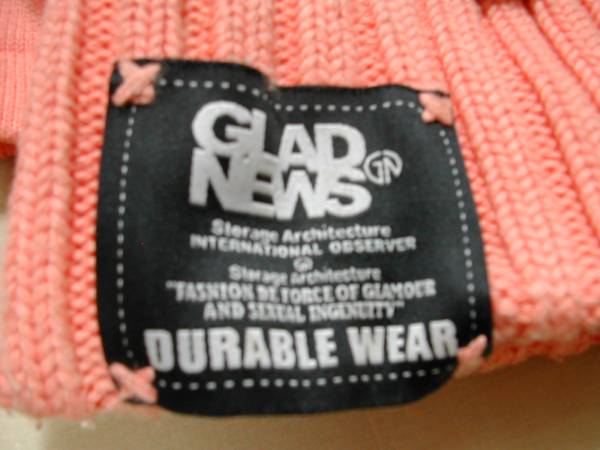 GLAD
NEWS GN
Storage Architecture
INTERNATIONAL OBSERVER
GN
Storage Architecture
"FASHION DE FORCE OF GLAMOUR
AND SEXUAL INGENUITY"
DURABLE WEAR